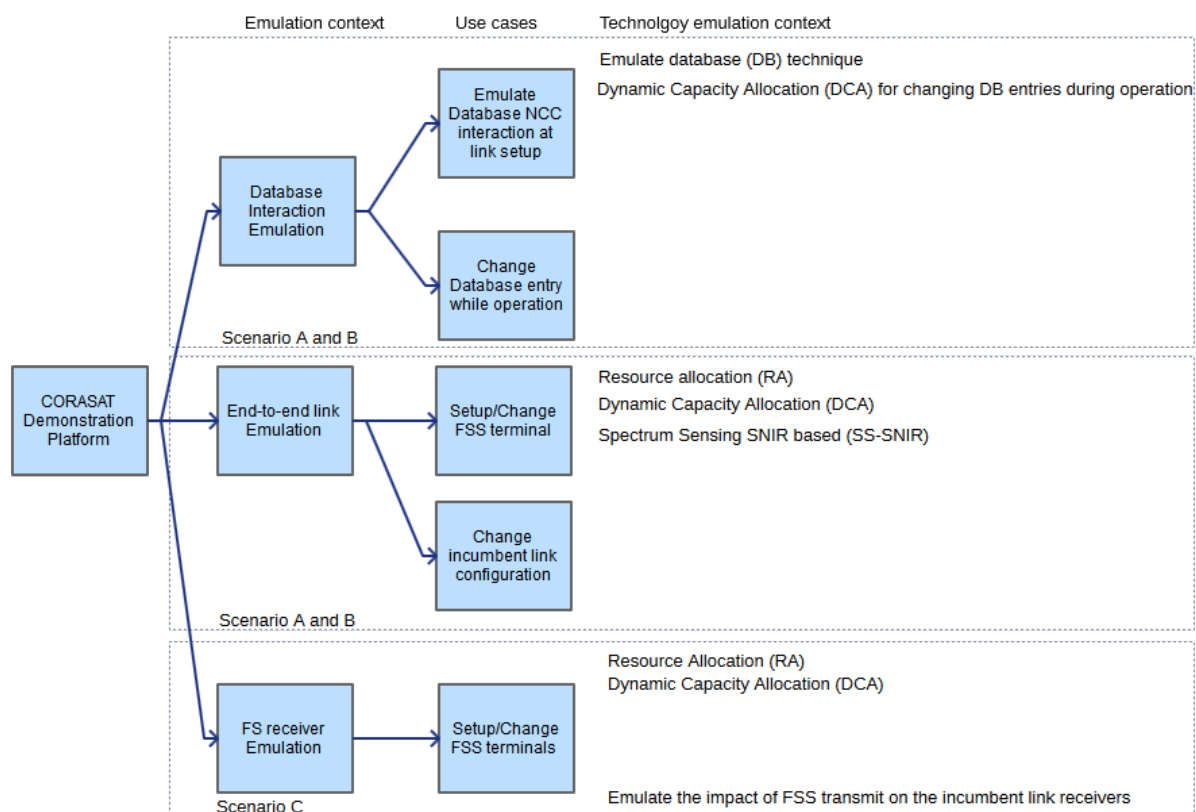 Emulation context
Use cases
Technolgoy emulation context
Emulate database (DB) technique
Dynamic Capacity Allocation (DCA) for changing DB entries during operation
Emulate
Database NCC
interaction at
link setup
Database
Interaction
Emulation
Change
Database entry
while operation
Scenario A and B
CORASAT
Demonstration
Platform
End-to-end link
Emulation
Setup/Change
FSS terminal
Resource allocation (RA)
Dynamic Capacity Allocation (DCA)
Spectrum Sensing SNIR based (SS-SNIR)
Change
incumbent link
configuration
Scenario A and B
Resource Allocation (RA)
Dynamic Capacity Allocation (DCA)
FS receiver
Emulation
Setup/Change
FSS terminals
Scenario C
Emulate the impact of FSS transmit on the incumbent link receivers